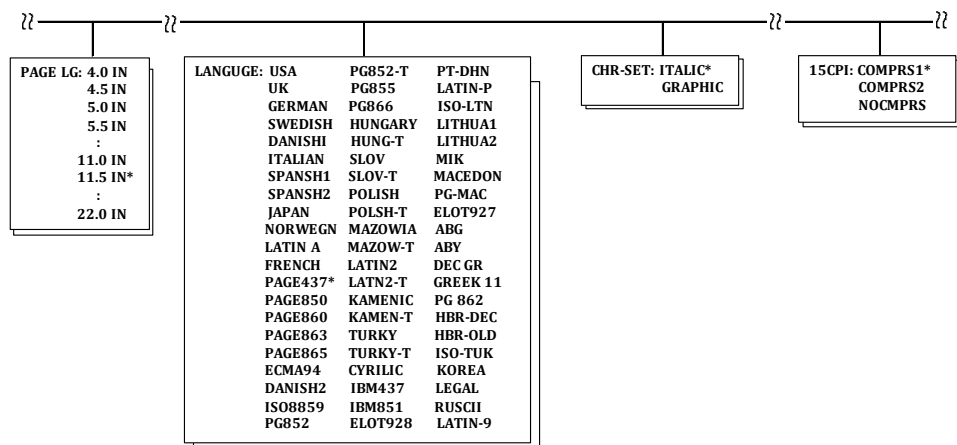 PAGE LG: 4.0 IN
4.5 IN
5.0 IN
5.5 IN
:
11.0 IN
11.5 IN*
:
22.0 IN
LANGUGE: USA PG852-T PT-DHN
UK PG855 LATIN-P
GERMAN PG866 ISO-LTN
SWEDISH HUNGARY LITHUA1
DANISHI HUNG-T LITHUA2
ITALIAN SLOV MIK
SPANSH1 SLOV-T MACEDON
SPANSH2 POLISH PG-MAC
JAPAN POLSH-T ELOT927
NORWEGN MAZOWIA ABG
LATIN A MAZOW-T ABY
FRENCH LATIN2 DEC GR
PAGE437* LATN2-T GREEK 11
PAGE850 KAMENIC PG 862
PAGE860 KAMEN-T HBR-DEC
PAGE863 TURKY HBR-OLD
PAGE865 TURKY-T ISO-TUK
ECMA94 CYRILIC KOREA
DANISH2 IBM437 LEGAL
ISO8859 IBM851 RUSCII
PG852 ELOT928 LATIN-9
CHR-SET: ITALIC*
GRAPHIC
15CPI: COMPRS1*
COMPRS2
NOCMPRS